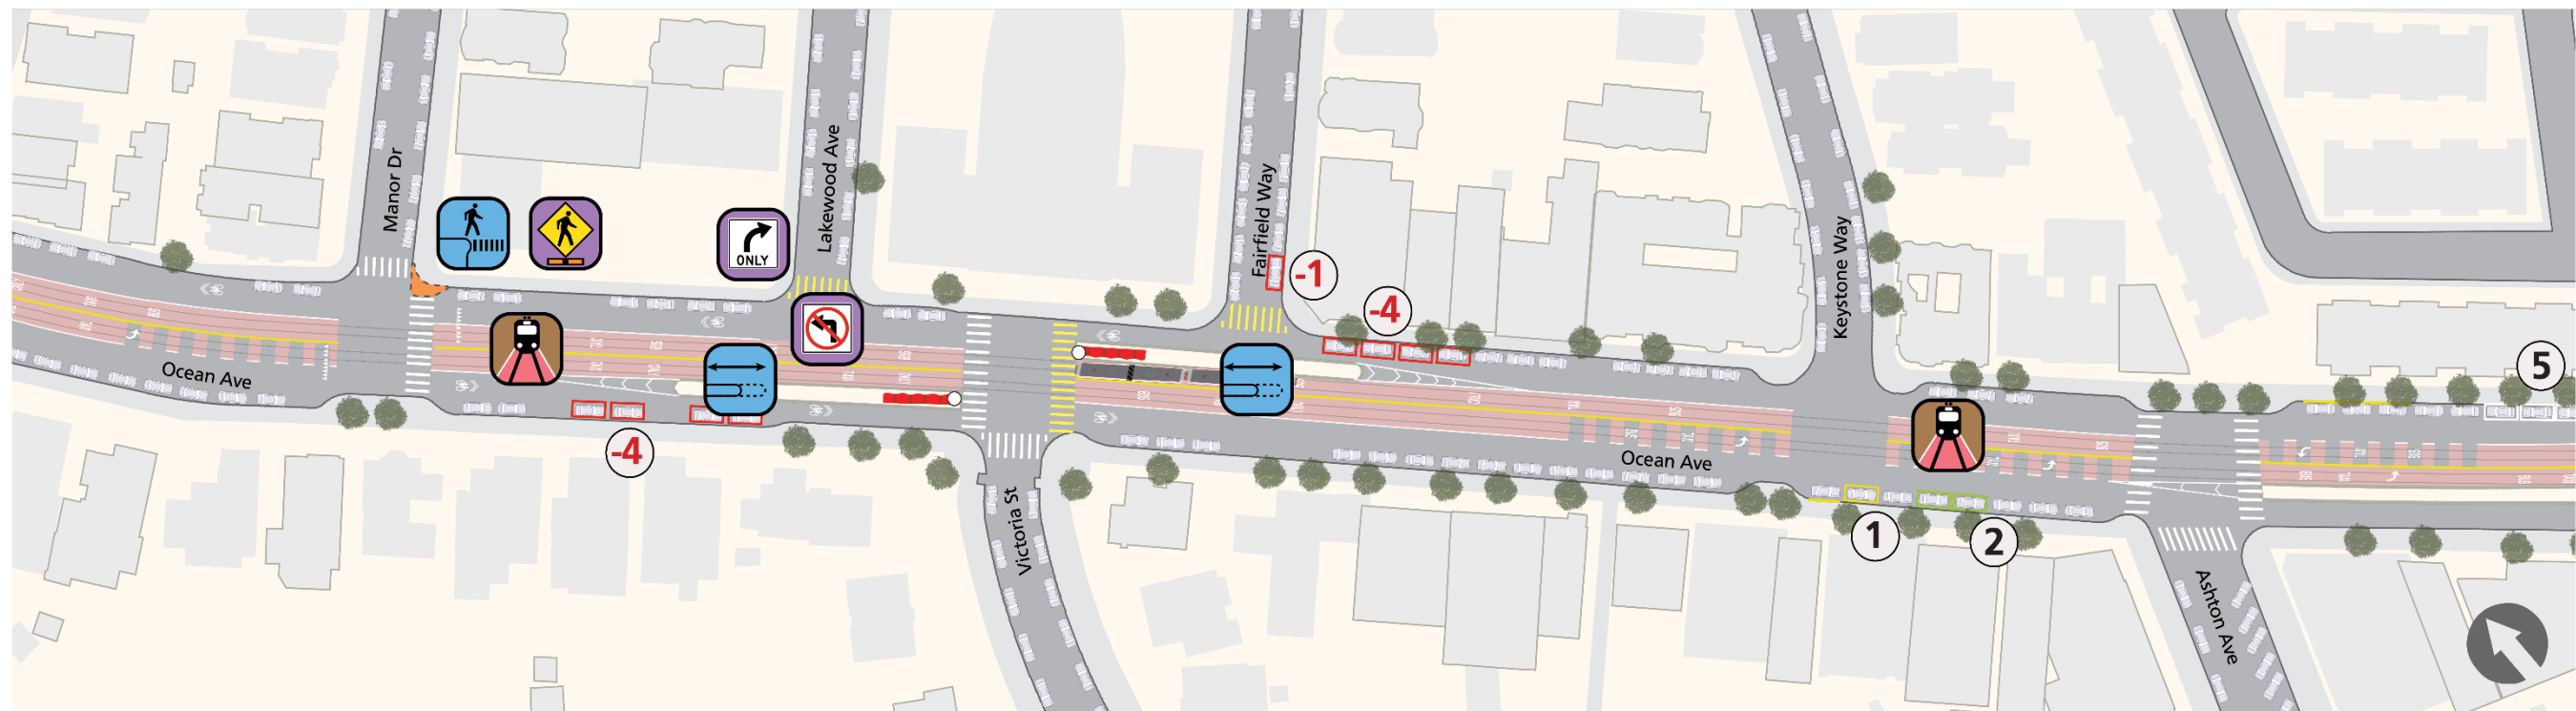 Manor Dr
Lakewood Ave
Fairfield Way
Keystone Way
ONLY
-1
-4
5
Ocean Ave
-4
Ocean Ave
1
2
Victoria St
Ashton Ave